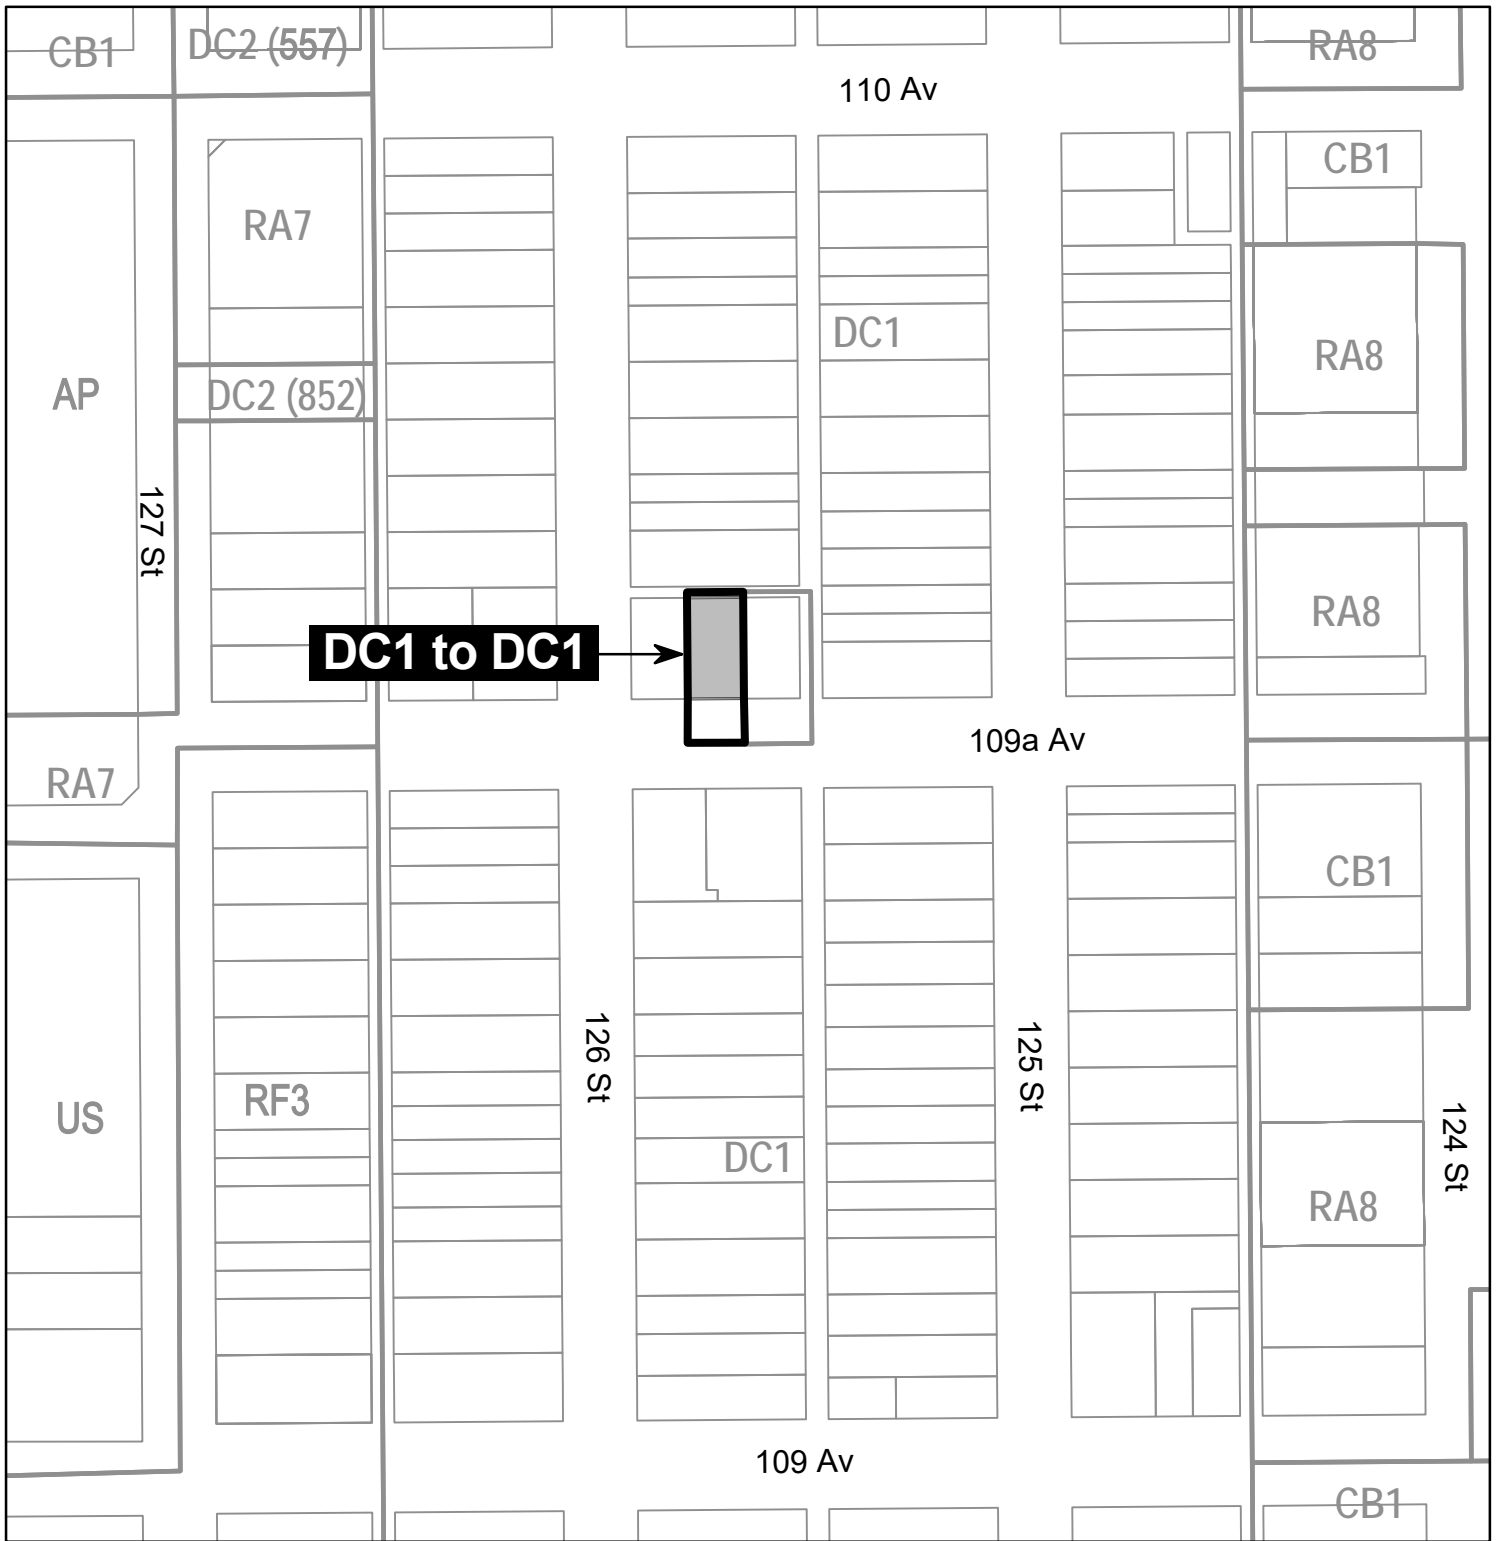 CB1
DC2 (557)
RA8
110 Av
CB1
RA7
DC1
RA8
AP
DC2 (852)
127 St
RA8
DC1 to DC1
109a Av
RA7
CB1
126 St
125 St
RF3
US
124 St
DC1
RA8
109 Av
CB1